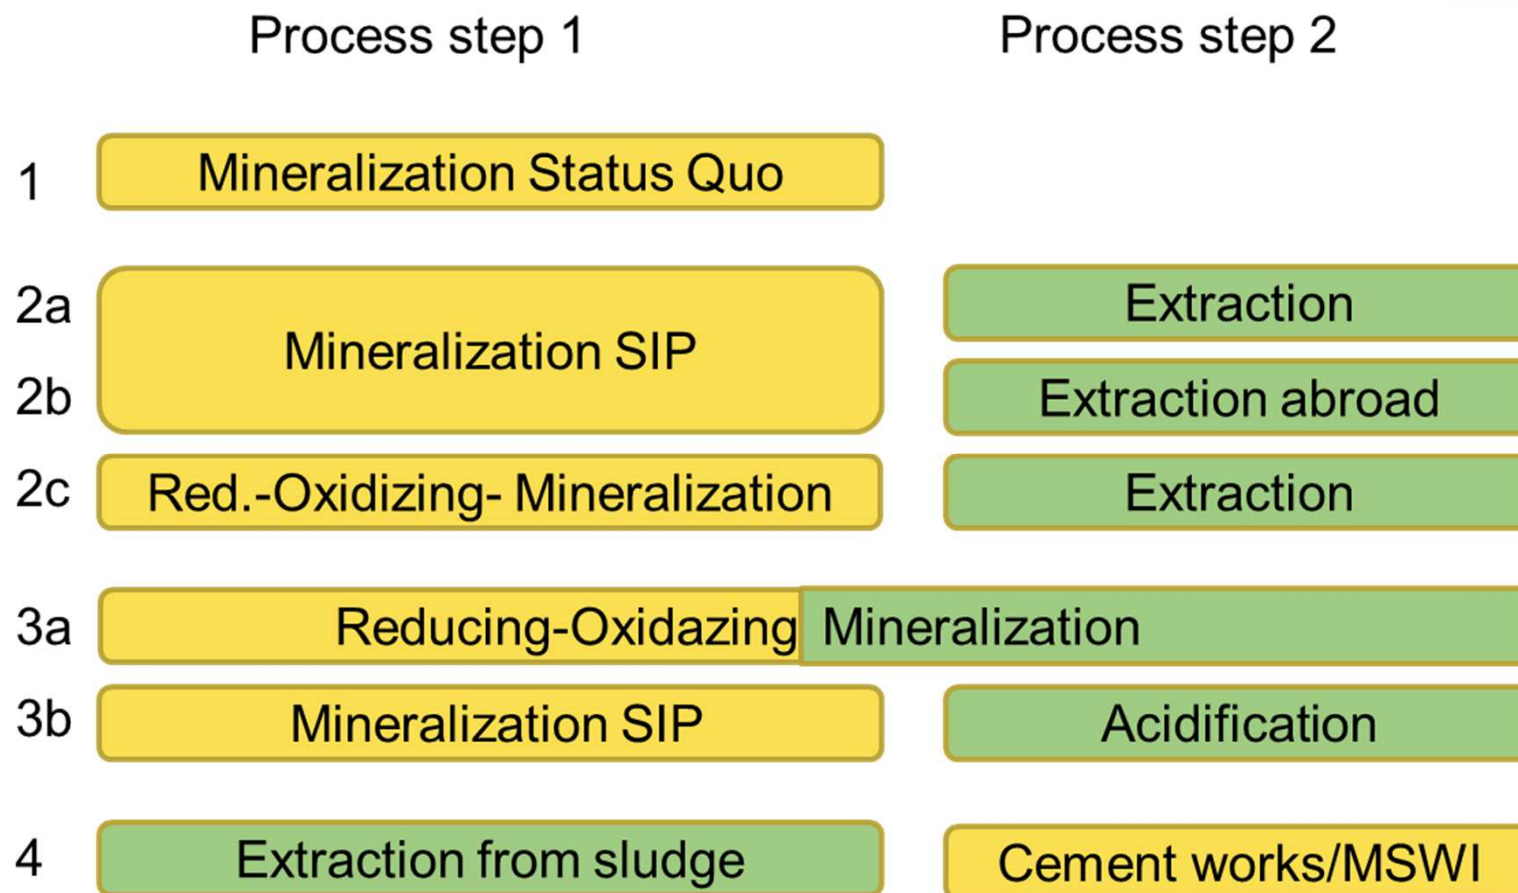 Process step 1 Process step 2
1 Mineralization Status Quo
2a Extraction
Mineralization SIP
2b Extraction abroad
2c Red.-Oxidizing- Mineralization Extraction
3a Reducing-Oxidazing Mineralization
3b Mineralization SIP Acidification
4 Extraction from sludge Cement works/MSWI